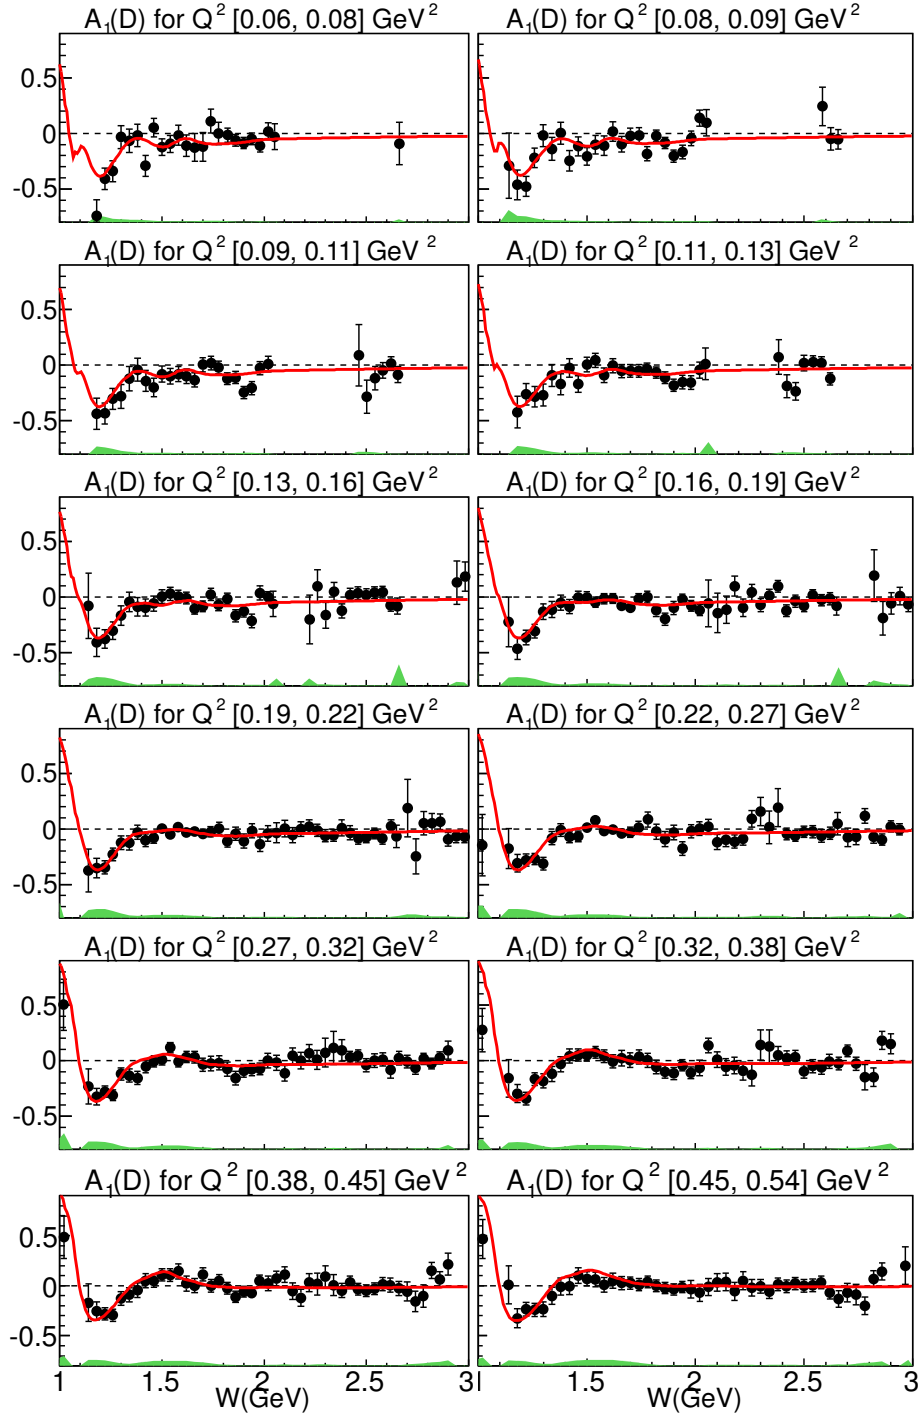 A₁(D) for Q² [0.06, 0.08] GeV² A₁(D) for Q² [0.08, 0.09] GeV²
0.5
0
-0.5
A₁(D) for Q² [0.09, 0.11] GeV² A₁(D) for Q² [0.11, 0.13] GeV²
0.5
0
-0.5
A₁(D) for Q² [0.13, 0.16] GeV² A₁(D) for Q² [0.16, 0.19] GeV²
0.5
0
-0.5
A₁(D) for Q² [0.19, 0.22] GeV² A₁(D) for Q² [0.22, 0.27] GeV²
0.5
0
-0.5
A₁(D) for Q² [0.27, 0.32] GeV² A₁(D) for Q² [0.32, 0.38] GeV²
0.5
0
-0.5
A₁(D) for Q² [0.38, 0.45] GeV² A₁(D) for Q² [0.45, 0.54] GeV²
0.5
0
-0.5
1 1.5 2 2.5 3 1 1.5 2 2.5 3
W(GeV) W(GeV)